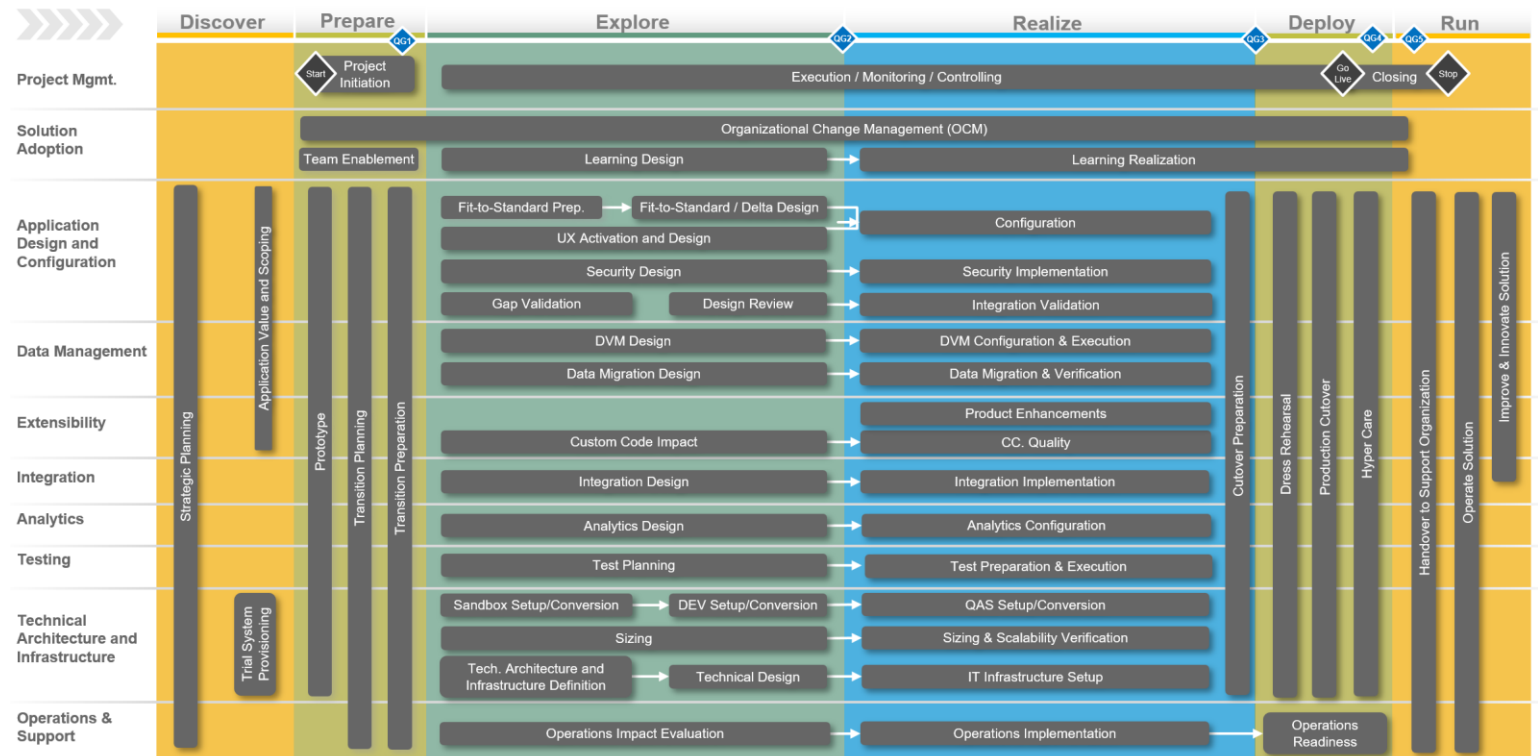 Discover
Prepare
Explore
Realize
Deploy
Run
QG1
QG2
QG3
QG4
QG5
Project Mgmt.
Start
Project
Initiation
Execution / Monitoring / Controlling
Go
Live
Closing
Stop
Solution
Adoption
Organizational Change Management (OCM)
Team Enablement
Learning Design
Learning Realization
Application
Design and
Configuration
Fit-to-Standard Prep.
Fit-to-Standard / Delta Design
Configuration
UX Activation and Design
Security Design
Security Implementation
Gap Validation
Design Review
Integration Validation
Data Management
DVM Design
DVM Configuration & Execution
Data Migration Design
Data Migration & Verification
Extensibility
Product Enhancements
Custom Code Impact
CC. Quality
Integration
Integration Design
Integration Implementation
Analytics
Analytics Design
Analytics Configuration
Testing
Test Planning
Test Preparation & Execution
Technical
Architecture and
Infrastructure
Sandbox Setup/Conversion
DEV Setup/Conversion
QAS Setup/Conversion
Sizing
Sizing & Scalability Verification
Tech. Architecture and
Infrastructure Definition
Technical Design
IT Infrastructure Setup
Operations &
Support
Operations Impact Evaluation
Operations Implementation
Operations
Readiness
Strategic Planning
Application Value and Scoping
Trial System
Provisioning
Prototype
Transition Planning
Transition Preparation
Cutover Preparation
Dress Rehearsal
Production Cutover
Hyper Care
Handover to Support Organization
Operate Solution
Improve & Innovate Solution